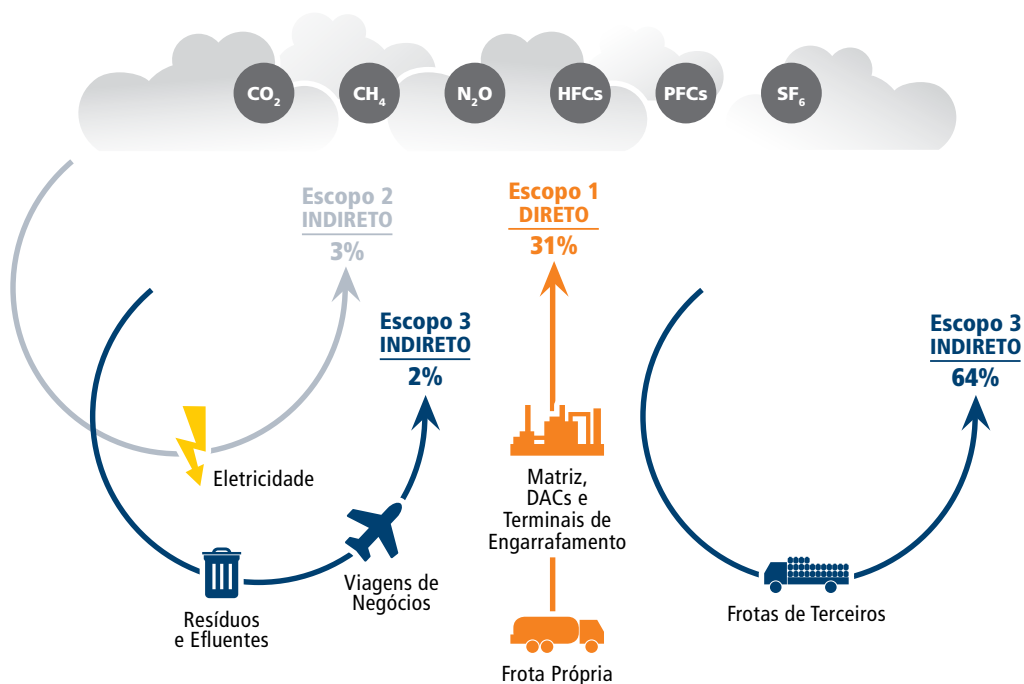 CO₂ CH₄ N₂O HFCs PFCs SF₆
Escopo 2
INDIRETO
3%
Escopo 1
DIRETO
31%
Escopo 3
INDIRETO
2%
Escopo 3
INDIRETO
64%
Eletricidade
Matriz,
DACs e
Terminais de
Engarrafamento
Viagens de
Negócios
Resíduos
e Efluentes
Frotas de Terceiros
Frota Própria